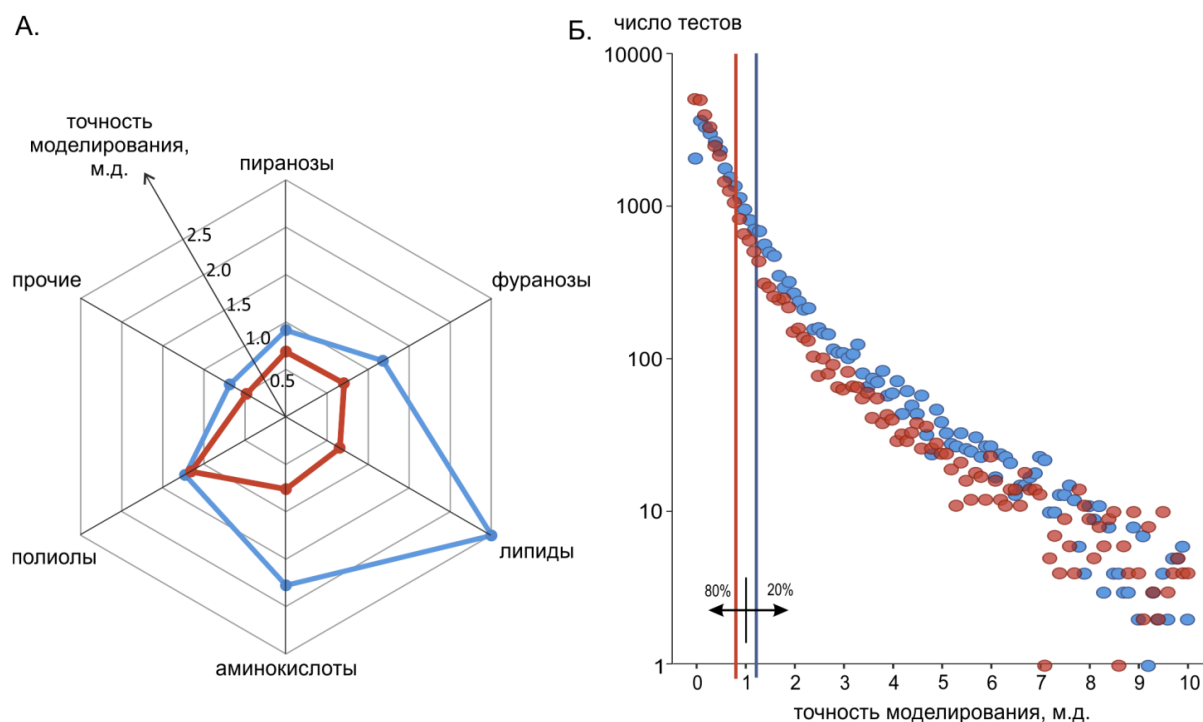 А.
точность
моделирования,
м.д.
пиранозы
2.5
2.0
1.5
1.0
0.5
прочие
фуранозы
полиолы
липиды
аминокислоты
Б.
число тестов
10000
1000
100
10
1
80%
20%
0 1 2 3 4 5 6 7 8 9 10
точность моделирования, м.д.